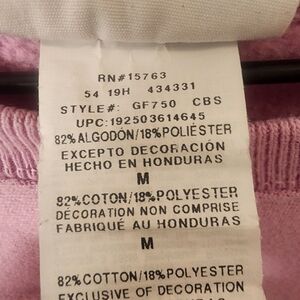 RN#15763
54 19H 434331
STYLE#: GF750 CBS
UPC:192503614645
82%ALGODÓN/18%POLIÉSTER
EXCEPTO DECORACIÓN
HECHO EN HONDURAS
M
82%COTON/18%POLYESTER
DÉCORATION NON COMPRISE
FABRIQUÉ AU HONDURAS
M
82%COTTON/18%POLYESTER
EXCLUSIVE OF DECORATION